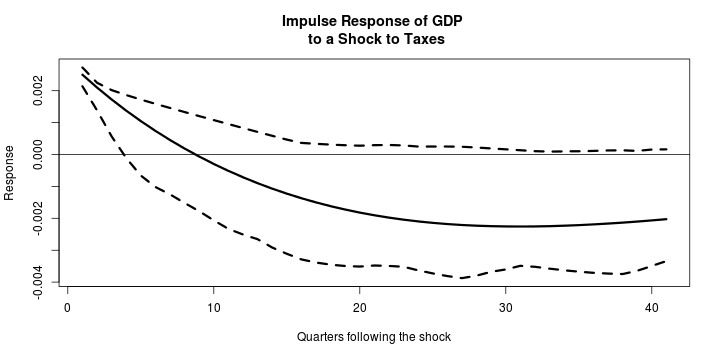 Impulse Response of GDP
to a Shock to Taxes
Response
0.002
0.000
-0.002
-0.004
0 10 20 30 40
Quarters following the shock